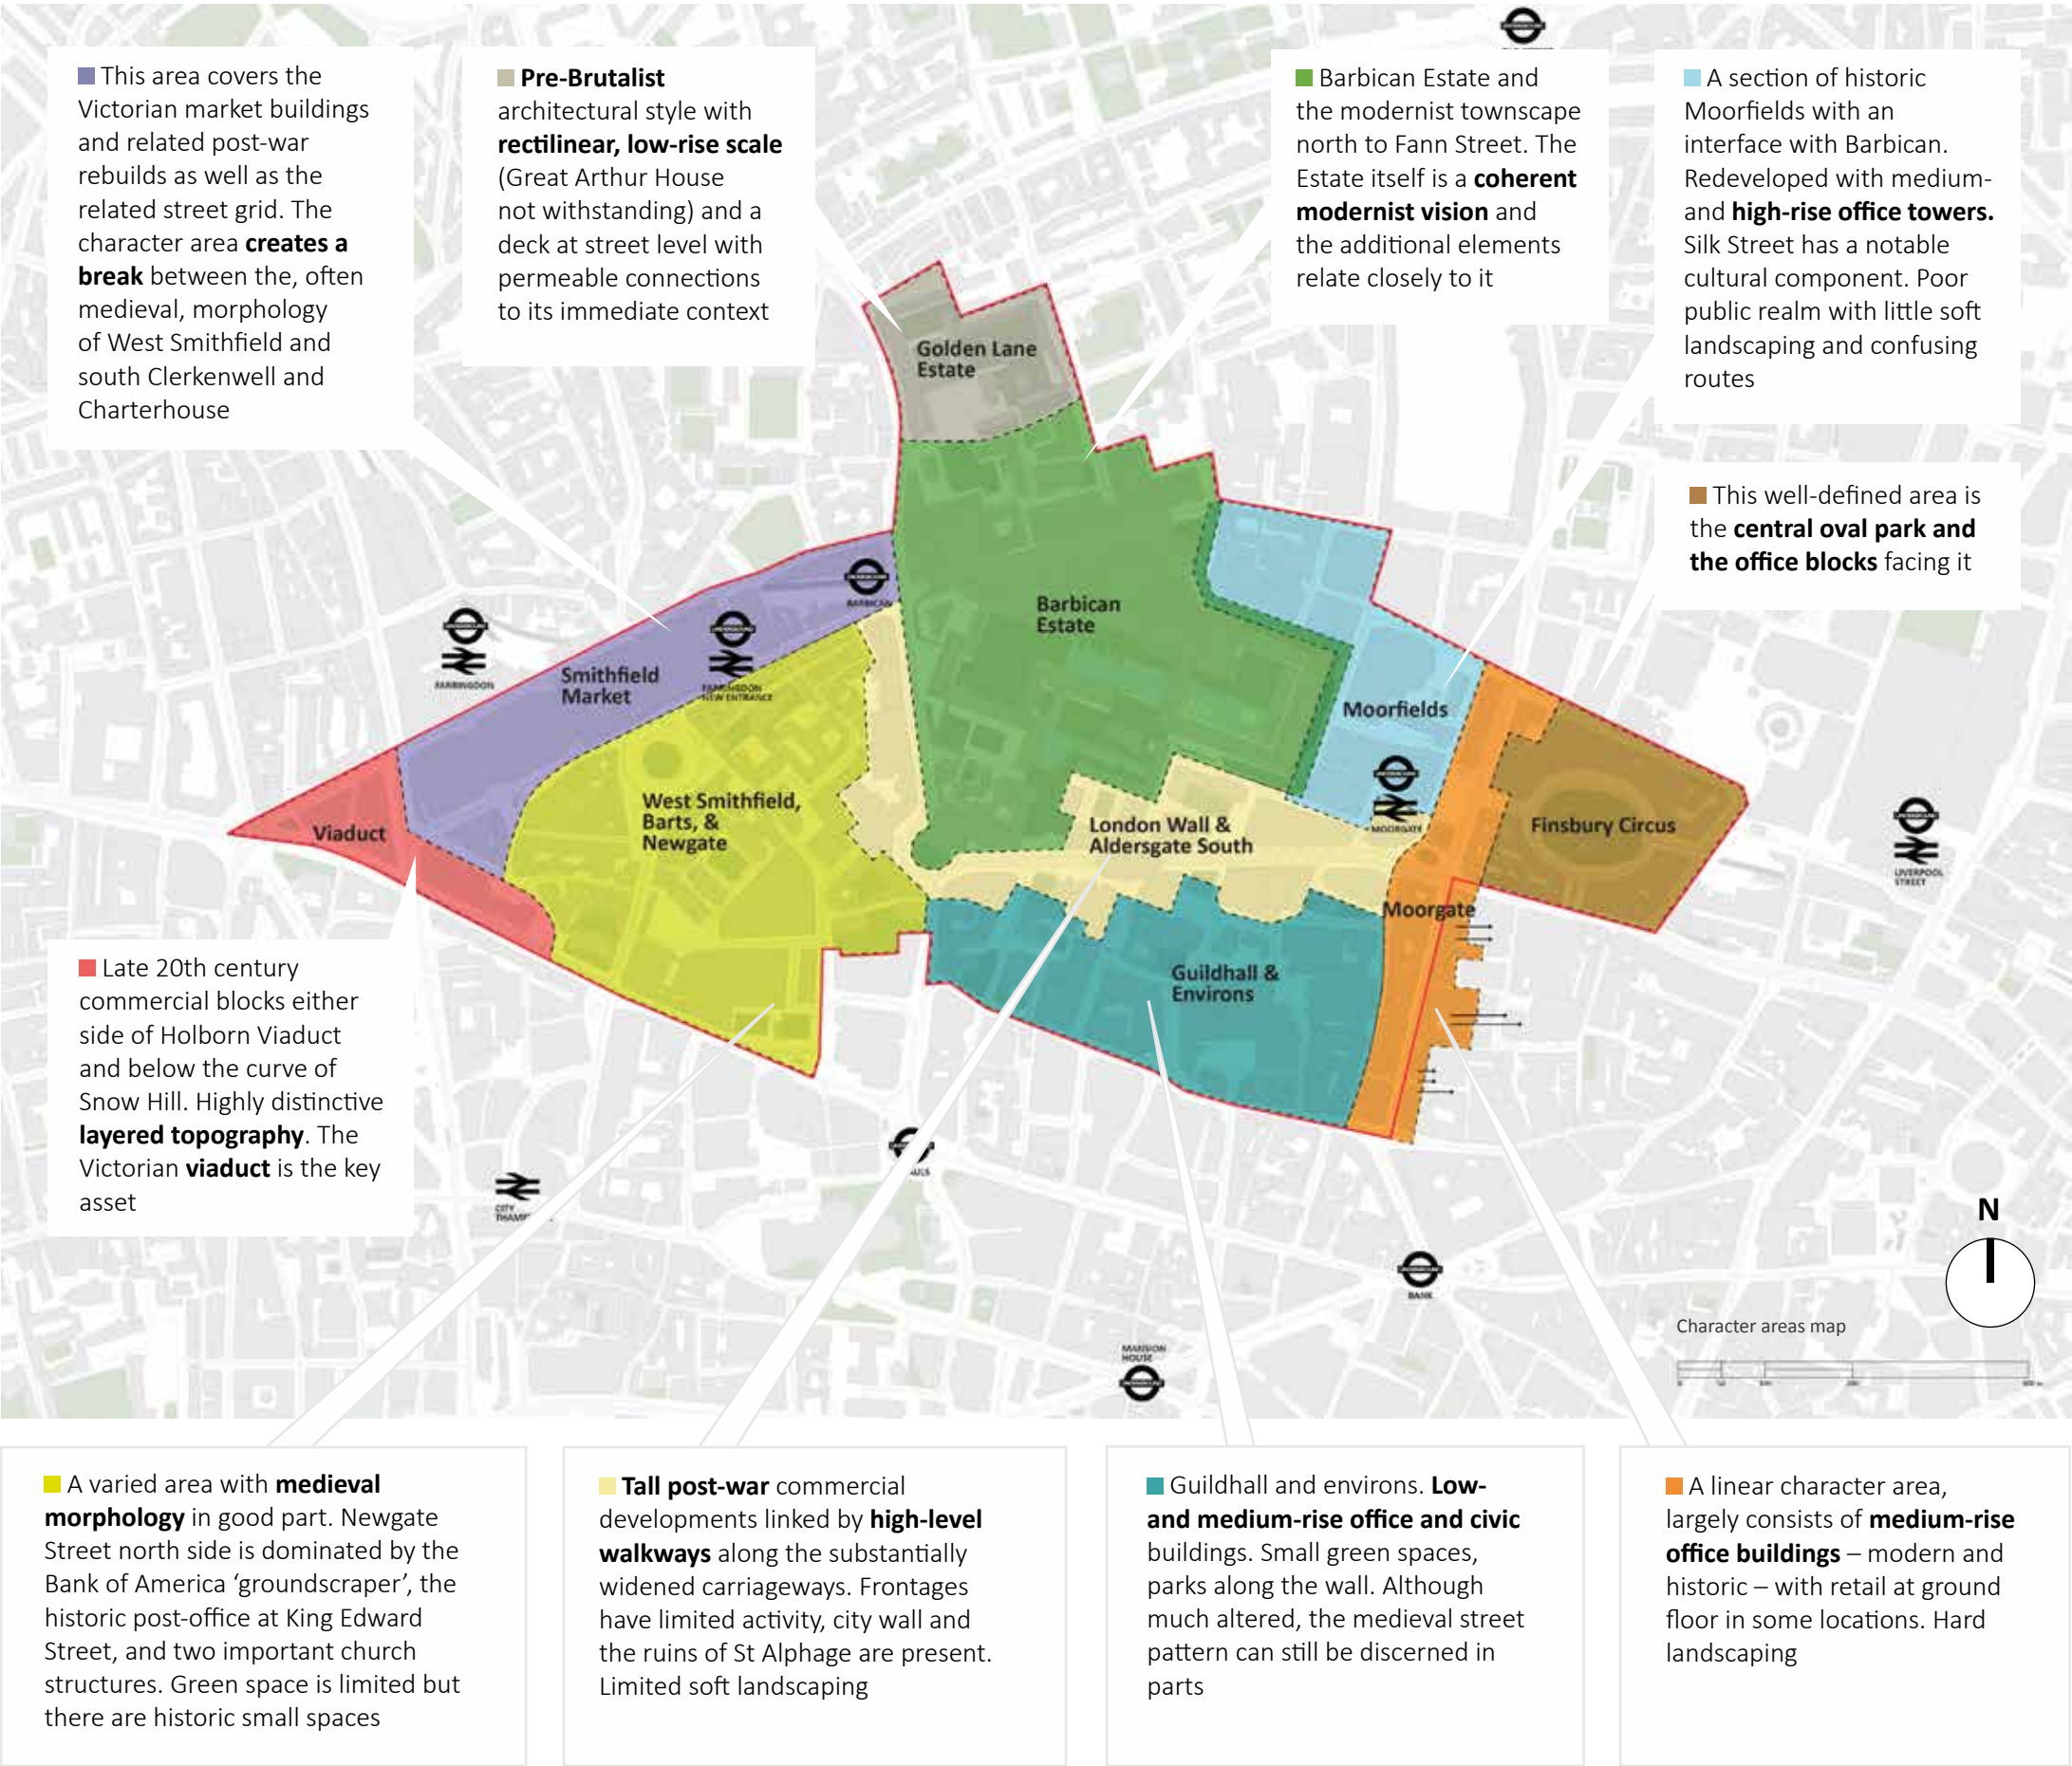 This area covers the
Victorian market buildings
and related post-war
rebuilds as well as the
related street grid. The
character area creates a
break between the, often
medieval, morphology
of West Smithfield and
south Clerkenwell and
Charterhouse
Pre-Brutalist
architectural style with
rectilinear, low-rise scale
(Great Arthur House
not withstanding) and a
deck at street level with
permeable connections
to its immediate context
Barbican Estate and
the modernist townscape
north to Fann Street. The
Estate itself is a coherent
modernist vision and
the additional elements
relate closely to it
A section of historic
Moorfields with an
interface with Barbican.
Redeveloped with medium-
and high-rise office towers.
Silk Street has a notable
cultural component. Poor
public realm with little soft
landscaping and confusing
routes
This well-defined area is
the central oval park and
the office blocks facing it
Golden Lane
Estate
BARBICAN
Barbican
Estate
FARRINGDON
FARRINGDON
NEW ENTRANCE
Smithfield
Market
Moorfields
MOORGATE
Viaduct
West Smithfield,
Barts, &
Newgate
London Wall &
Aldersgate South
Finsbury Circus
LIVERPOOL
STREET
Moorgate
Guildhall &
Environs
Late 20th century
commercial blocks either
side of Holborn Viaduct
and below the curve of
Snow Hill. Highly distinctive
layered topography. The
Victorian viaduct is the key
asset
CITY
BANK
MANSION
HOUSE
N
Character areas map
A varied area with medieval
morphology in good part. Newgate
Street north side is dominated by the
Bank of America ‘groundscraper’, the
historic post-office at King Edward
Street, and two important church
structures. Green space is limited but
there are historic small spaces
Tall post-war commercial
developments linked by high-level
walkways along the substantially
widened carriageways. Frontages
have limited activity, city wall and
the ruins of St Alphage are present.
Limited soft landscaping
Guildhall and environs. Low-
and medium-rise office and civic
buildings. Small green spaces,
parks along the wall. Although
much altered, the medieval street
pattern can still be discerned in
parts
A linear character area,
largely consists of medium-rise
office buildings – modern and
historic – with retail at ground
floor in some locations. Hard
landscaping